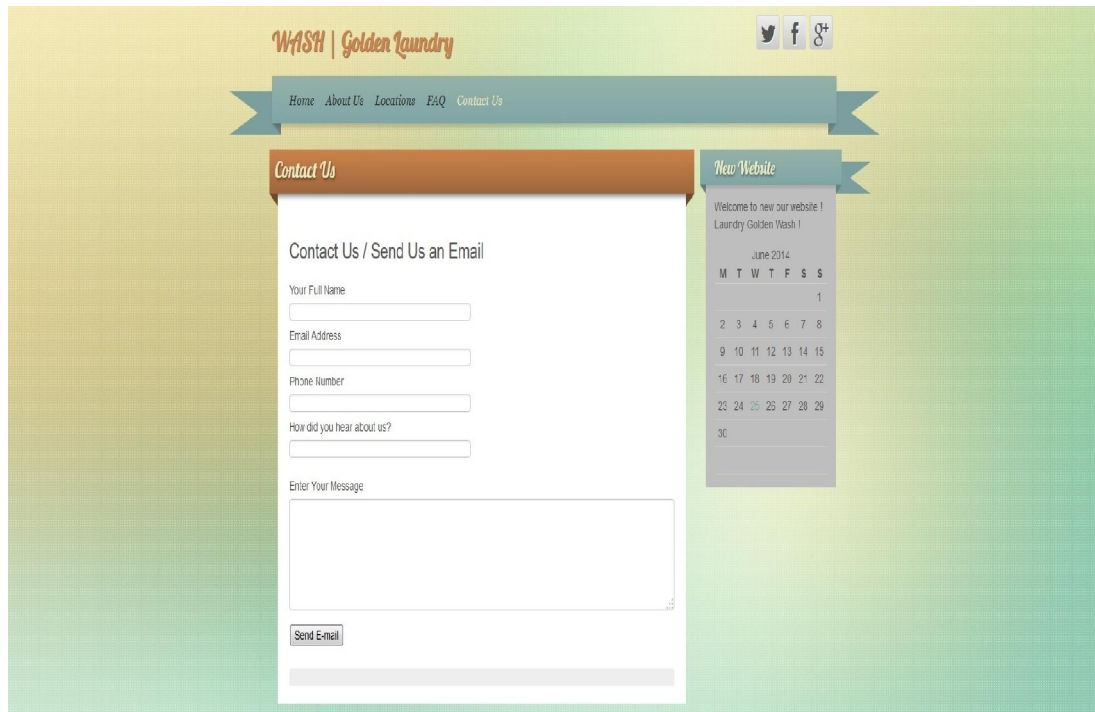 WASH | Golden Laundry
g+
Home About Us Locations FAQ Contact Us
Contact Us
Contact Us / Send Us an Email
Your Full Name
Email Address
Phone Number
How did you hear about us?
Enter Your Message
Send E-mail
New Website
Welcome to new our website !
Laundry Golden Wash !
June 2014
M T W T F S S
1
2 3 4 5 6 7 8
9 10 11 12 13 14 15
16 17 18 19 20 21 22
23 24 25 26 27 28 29
30